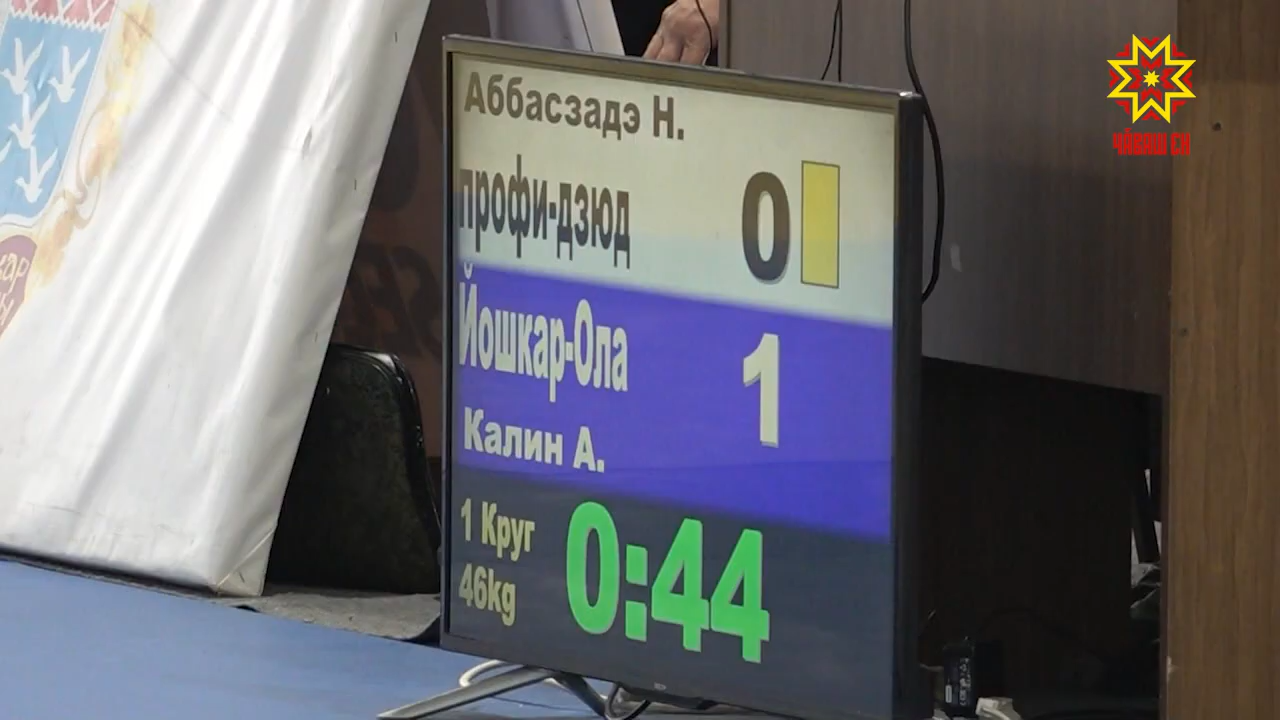 Аббасзадэ Н.
профи-дзюд
0
Йошкар-Ола
1
Калин А.
1 Круг
0:44
46kg
ЧӐВАШ ЕН